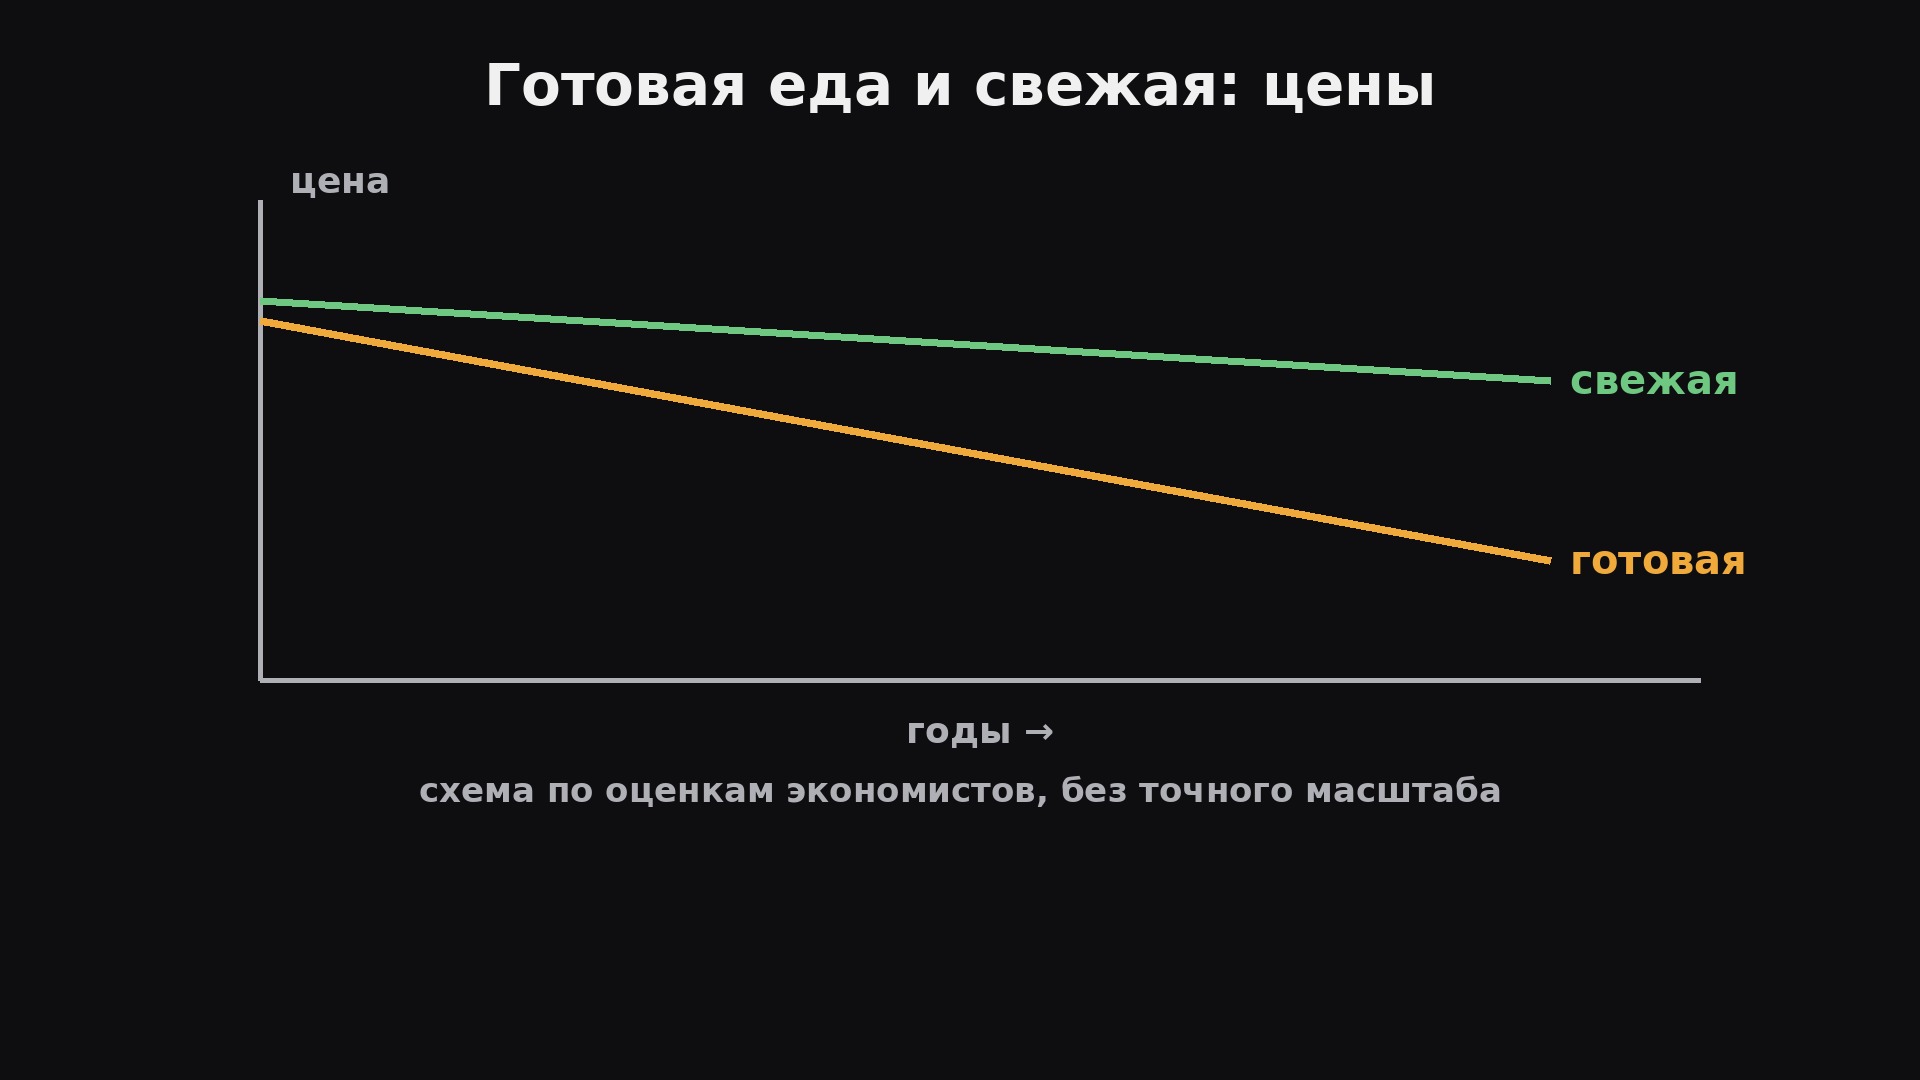 Готовая еда и свежая: цены
цена
свежая
готовая
годы →
схема по оценкам экономистов, без точного масштаба